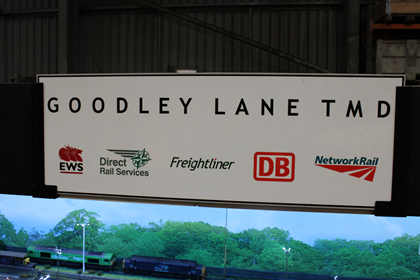 GOODLEY LANE TMD
EWS
Direct
Rail Services
Freightliner
DB
NetworkRail